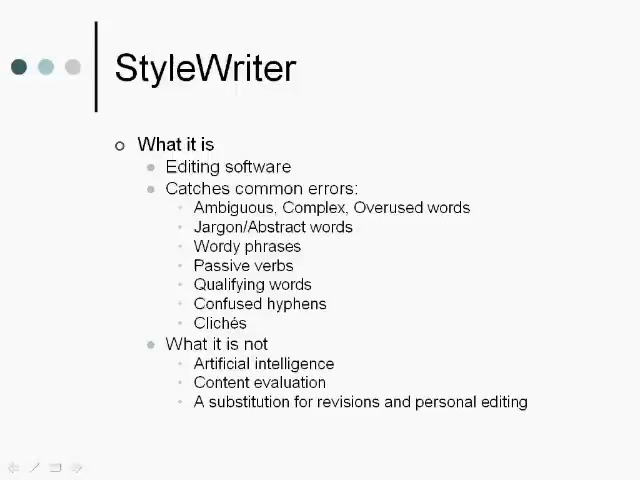 StyleWriter
What it is
Editing software
Catches common errors:
Ambiguous, Complex, Overused words
Jargon/Abstract words
Wordy phrases
Passive verbs
Qualifying words
Confused hyphens
Clichés
What it is not
Artificial intelligence
Content evaluation
A substitution for revisions and personal editing